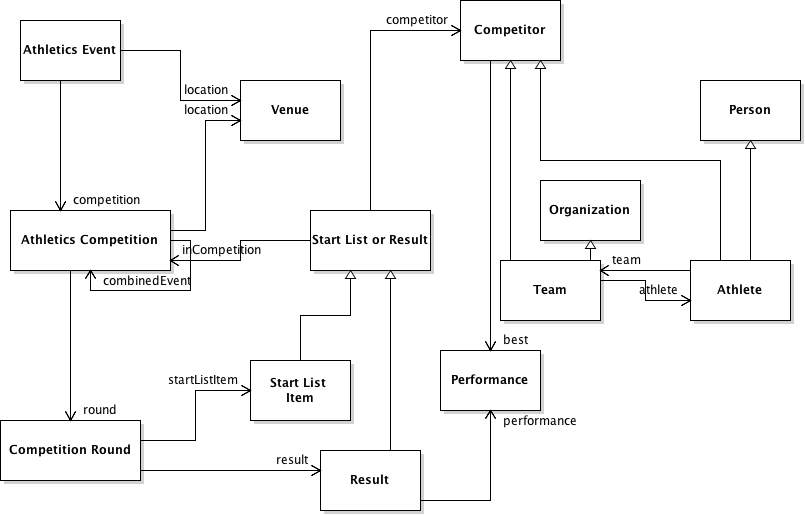 competitor
Competitor
Athletics Event
location
location
Venue
Person
competition
Athletics Competition
inCompetition
combinedEvent
Start List or Result
Organization
team
Team
athlete
Athlete
best
Performance
performance
startListItem
Start List
Item
round
Competition Round
result
Result